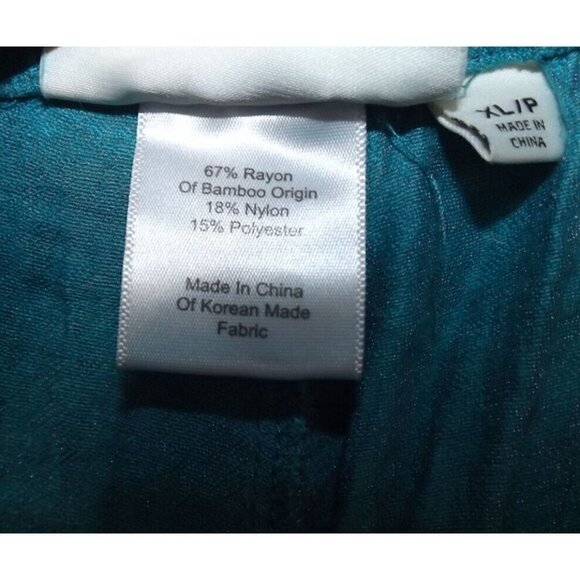 67% Rayon
Of Bamboo Origin
18% Nylon
15% Polyester
Made In China
Of Korean Made
Fabric
XL/P
MADE IN
CHINA